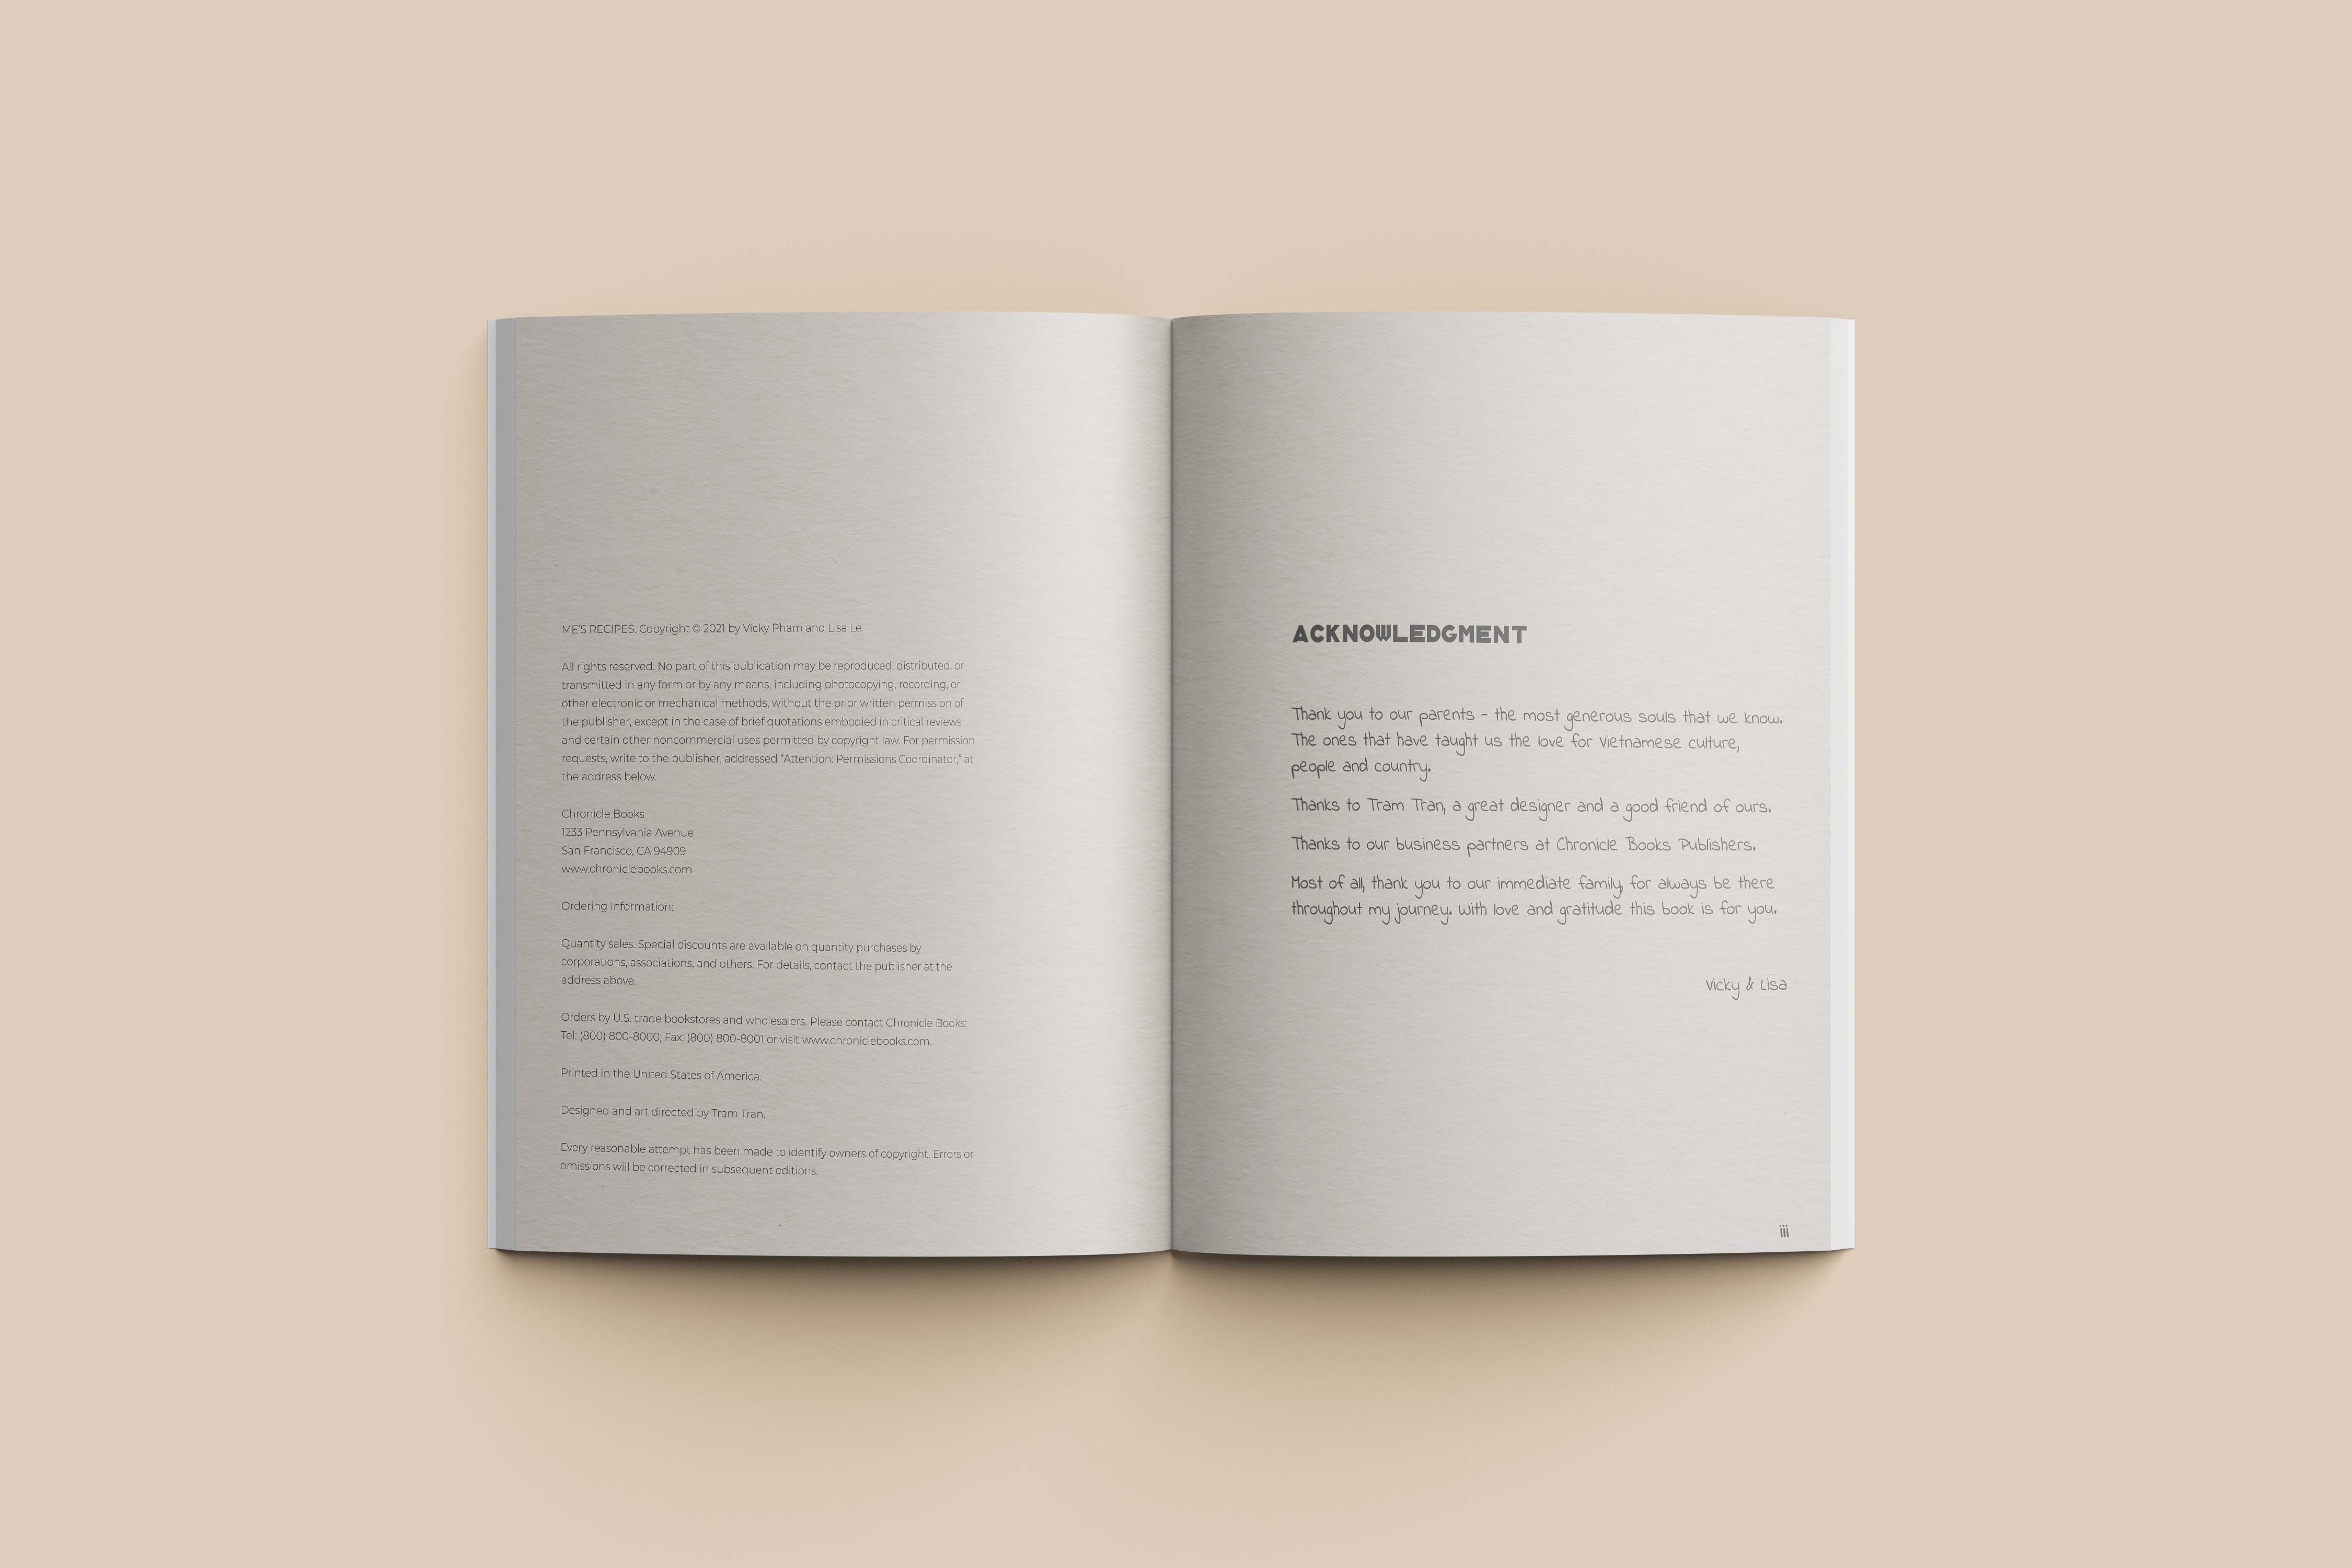 ME'S RECIPES. Copyright © 2021 by Vicky Pham and Lisa Le.
All rights reserved. No part of this publication may be reproduced, distributed, or
transmitted in any form or by any means, including photocopying, recording, or
other electronic or mechanical methods, without the prior written permission of
the publisher, except in the case of brief quotations embodied in critical reviews
and certain other noncommercial uses permitted by copyright law. For permission
requests, write to the publisher, addressed "Attention: Permissions Coordinator," at
the address below.
Chronicle Books
1233 Pennsylvania Avenue
San Francisco, CA 94909
www.chroniclebooks.com
Ordering Information:
Quantity sales. Special discounts are available on quantity purchases by
corporations, associations, and others. For details, contact the publisher at the
address above.
Orders by U.S. trade bookstores and wholesalers. Please contact Chronicle Books:
Tel: (800) 800-8000; Fax: (800) 800-8001 or visit www.chroniclebooks.com.
Printed in the United States of America.
Designed and art directed by Tram Tran.
Every reasonable attempt has been made to identify owners of copyright. Errors or
omissions will be corrected in subsequent editions.
ACKNOWLEDGMENT
Thank you to our parents - the most generous souls that we know.
The ones that have taught us the love for Vietnamese culture,
people and country.
Thanks to Tram Tran, a great designer and a good friend of ours.
Thanks to our business partners at Chronicle Books Publishers.
Most of all, thank you to our immediate family, for always be there
throughout my journey. With love and gratitude this book is for you.
Vicky & Lisa
iii